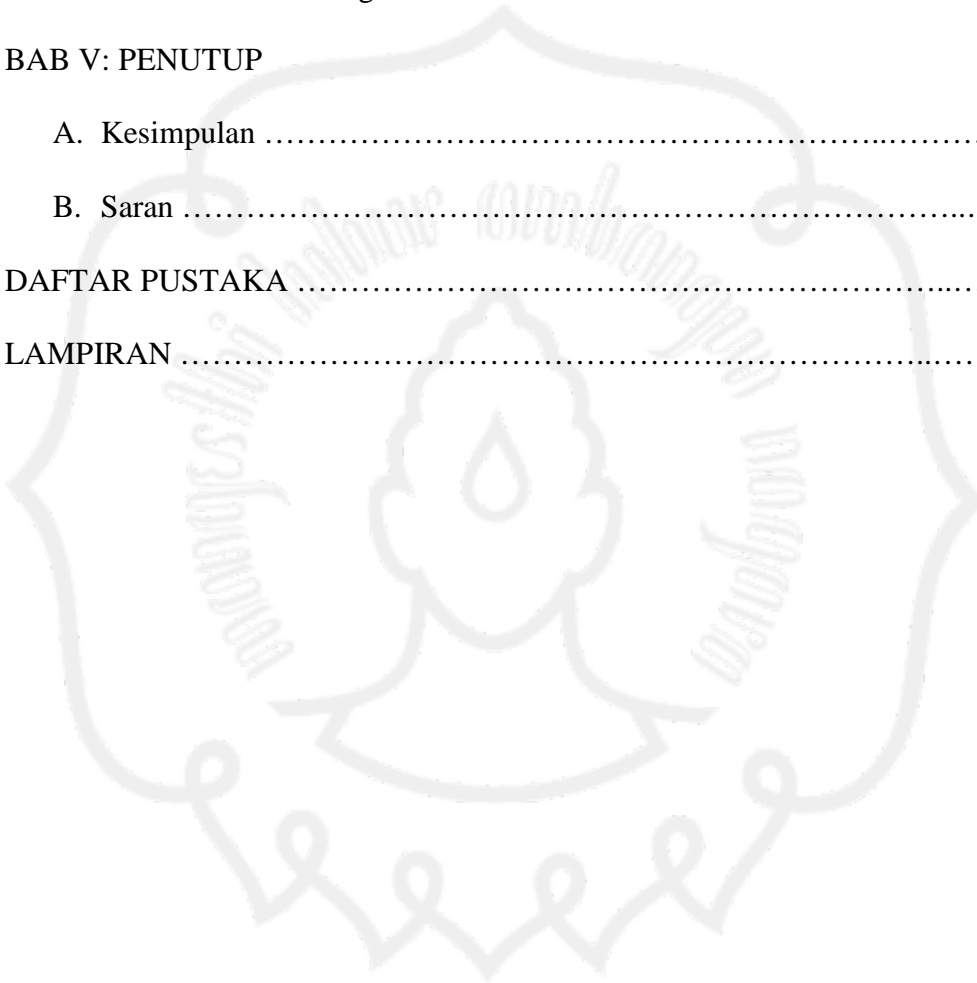 BAB V: PENUTUP
A. Kesimpulan ……………………………………………………..………
B. Saran …………………………………………………………………..…
DAFTAR PUSTAKA ………………………………………………………..…
LAMPIRAN ………………………………………………………………..……